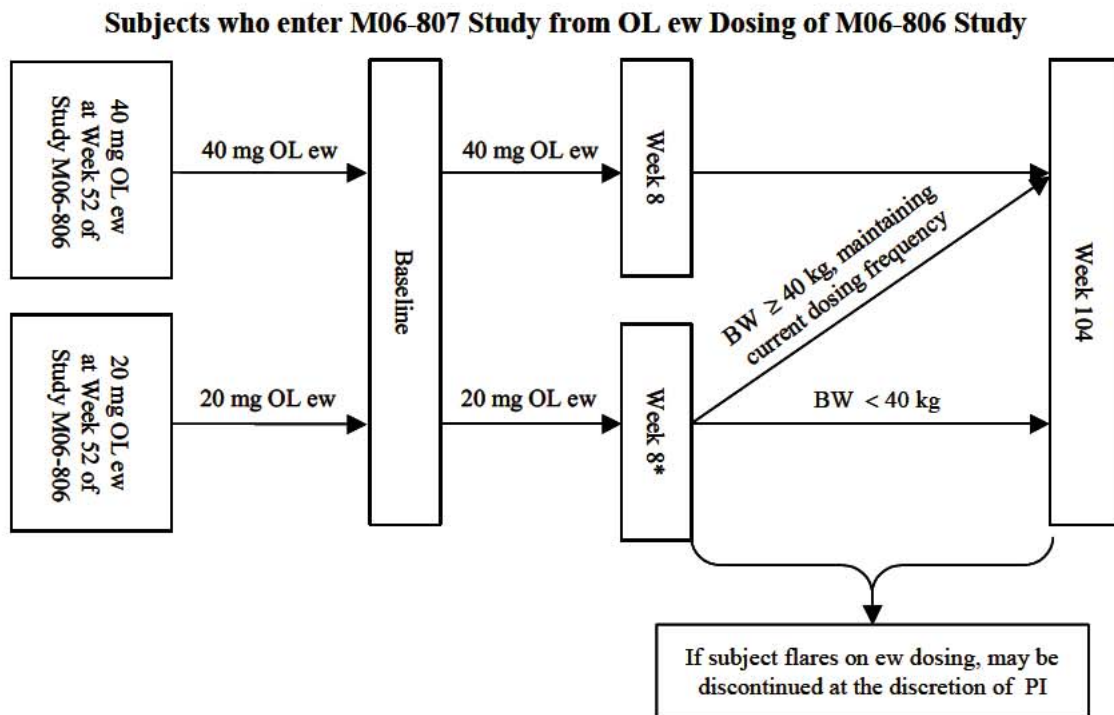 Subjects who enter M06-807 Study from OL ew Dosing of M06-806 Study
40 mg OL ew
at Week 52 of
Study M06-806
40 mg OL ew
Baseline
40 mg OL ew
Week 8
BW ≥ 40 kg, maintaining
current dosing frequency
Week 104
20 mg OL ew
at Week 52 of
Study M06-806
20 mg OL ew
20 mg OL ew
Week 8*
BW < 40 kg
If subject flares on ew dosing, may be
discontinued at the discretion of PI